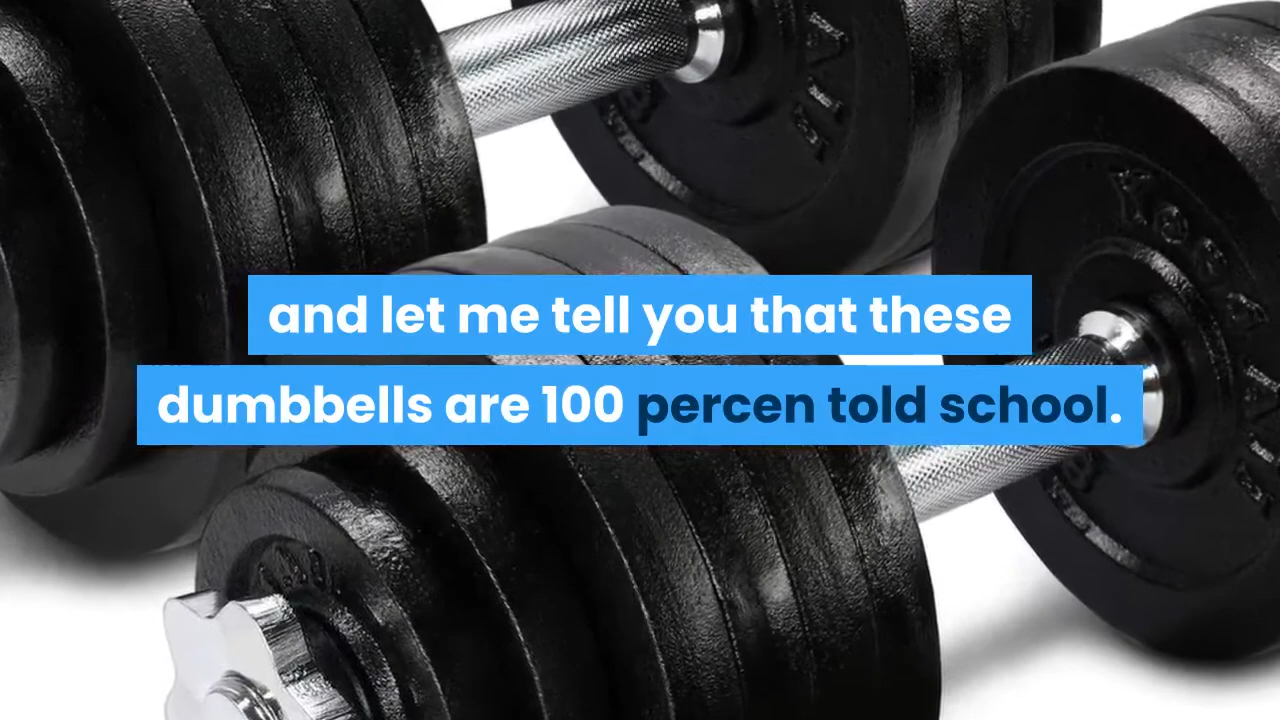 and let me tell you that these
dumbbells are 100 percen told school.